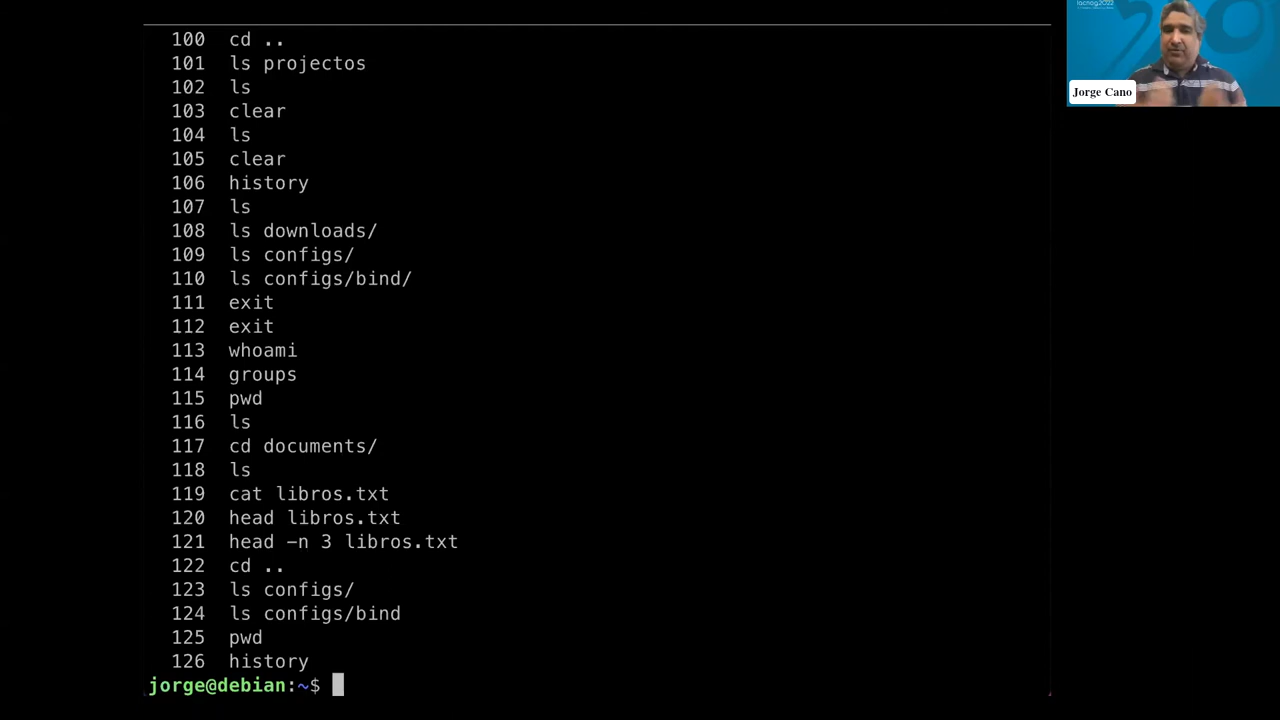 100 cd ..
101 ls projectos
102 ls
103 clear
104 ls
105 clear
106 history
107 ls
108 ls downloads/
109 ls configs/
110 ls configs/bind/
111 exit
112 exit
113 whoami
114 groups
115 pwd
116 ls
117 cd documents/
118 ls
119 cat libros.txt
120 head libros.txt
121 head -n 3 libros.txt
122 cd ..
123 ls configs/
124 ls configs/bind
125 pwd
126 history
jorge@debian:~$
lacnog2022
Jorge Cano